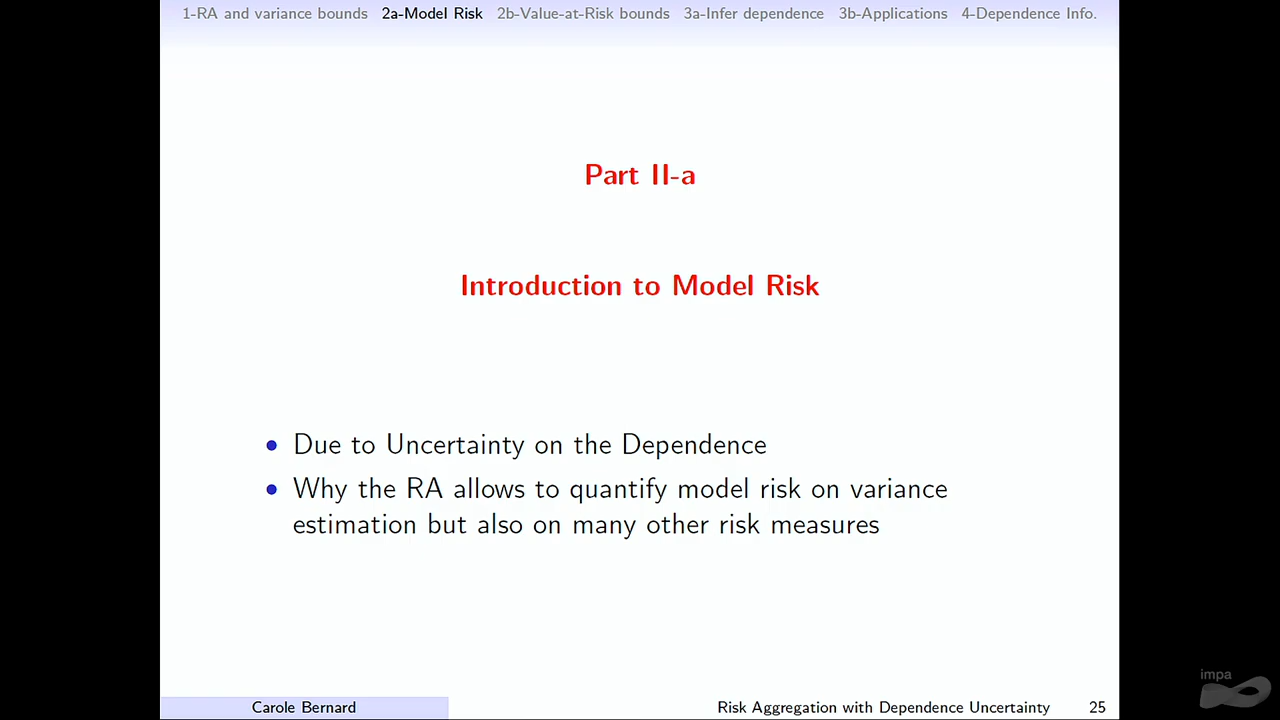 1-RA and variance bounds 2a-Model Risk 2b-Value-at-Risk bounds 3a-Infer dependence 3b-Applications 4-Dependence Info.
Part II-a
Introduction to Model Risk
• Due to Uncertainty on the Dependence
• Why the RA allows to quantify model risk on variance
estimation but also on many other risk measures
impa
Carole Bernard Risk Aggregation with Dependence Uncertainty 25